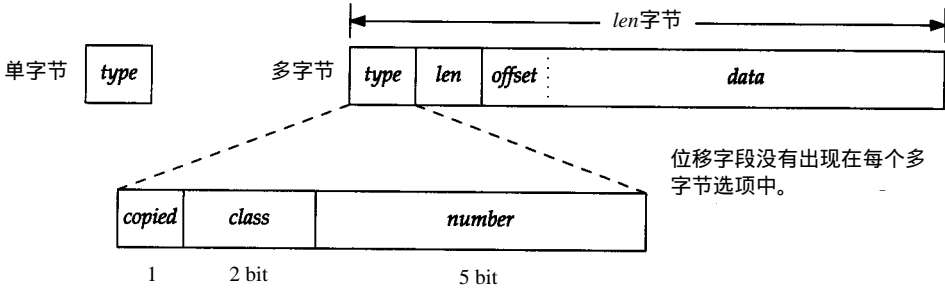 len字节
单字节 type 多字节 type len offset data
位移字段没有出现在每个多
字节选项中。
copied class number
1 2 bit 5 bit